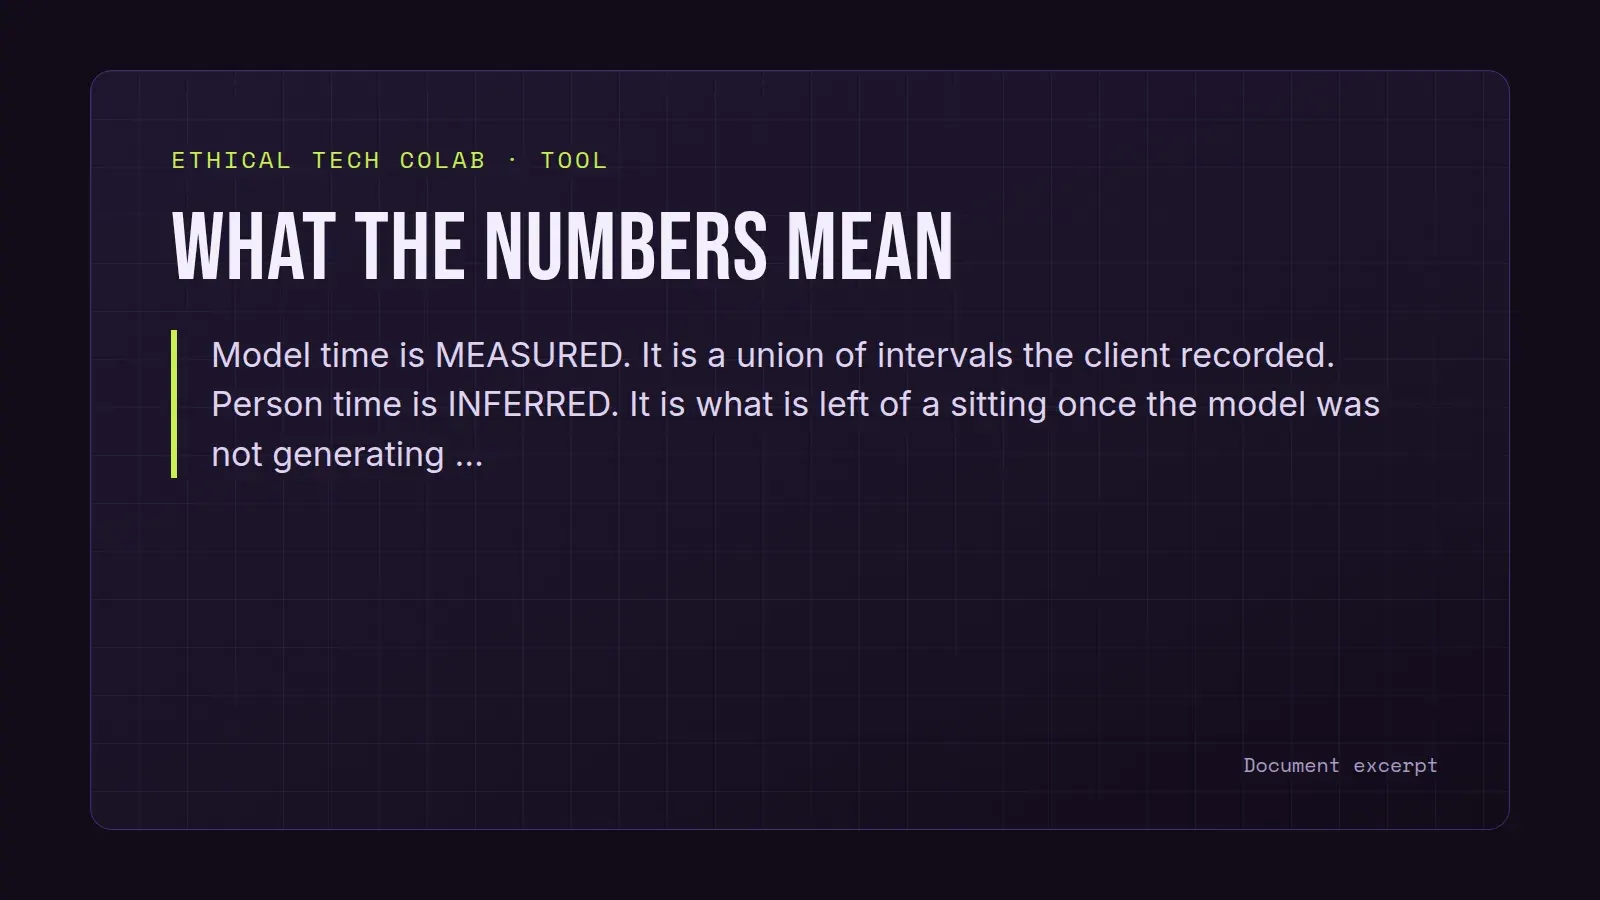 ETHICAL TECH COLAB · TOOL
WHAT THE NUMBERS MEAN
Model time is MEASURED. It is a union of intervals the client recorded.
Person time is INFERRED. It is what is left of a sitting once the model was
not generating ...
Document excerpt